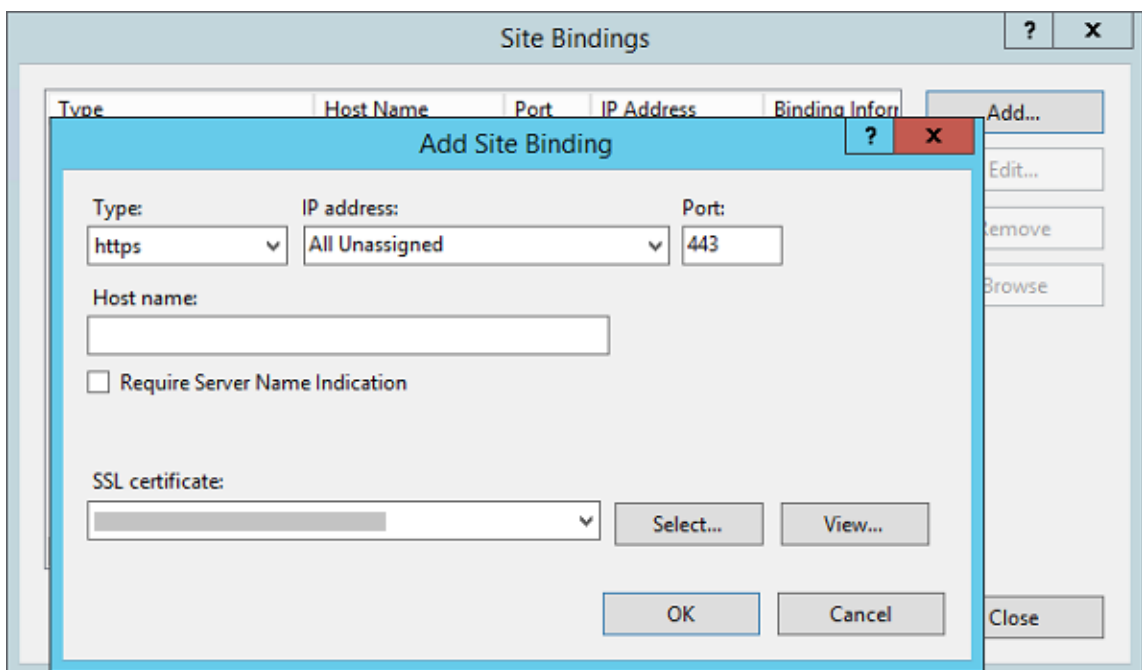 Site Bindings
? x
Type Host Name Port IP Address Binding Inforr
Add...
Add Site Binding
? x
Edit...
Type: IP address: Port:
Remove
https All Unassigned 443
Browse
Host name:
Require Server Name Indication
SSL certificate:
Select... View...
OK Cancel
Close